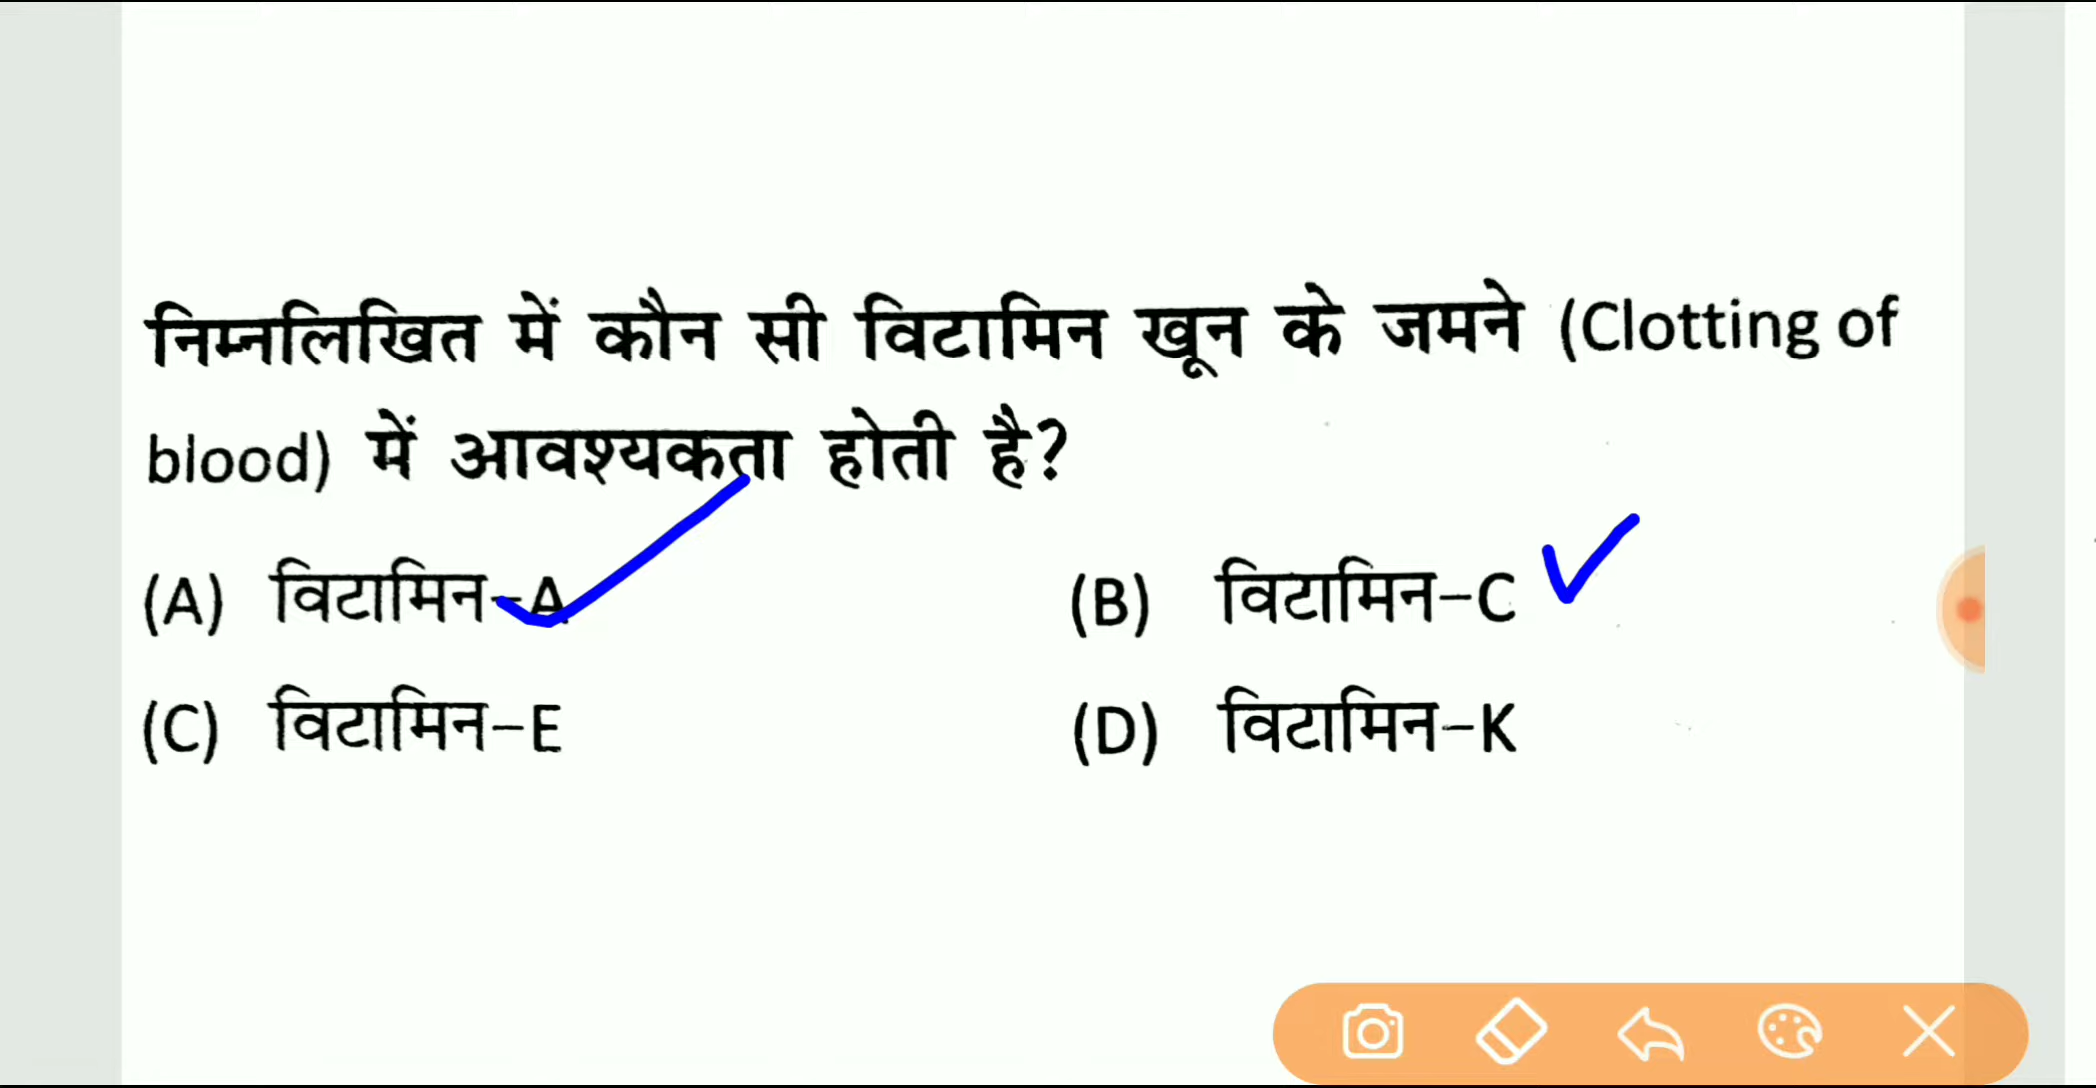 निम्नलिखित में कौन सी विटामिन खून के जमने (Clotting of
blood) में आवश्यकता होती है?
(A) विटामिन–A (B) विटामिन–C
(C) विटामिन–E (D) विटामिन–K